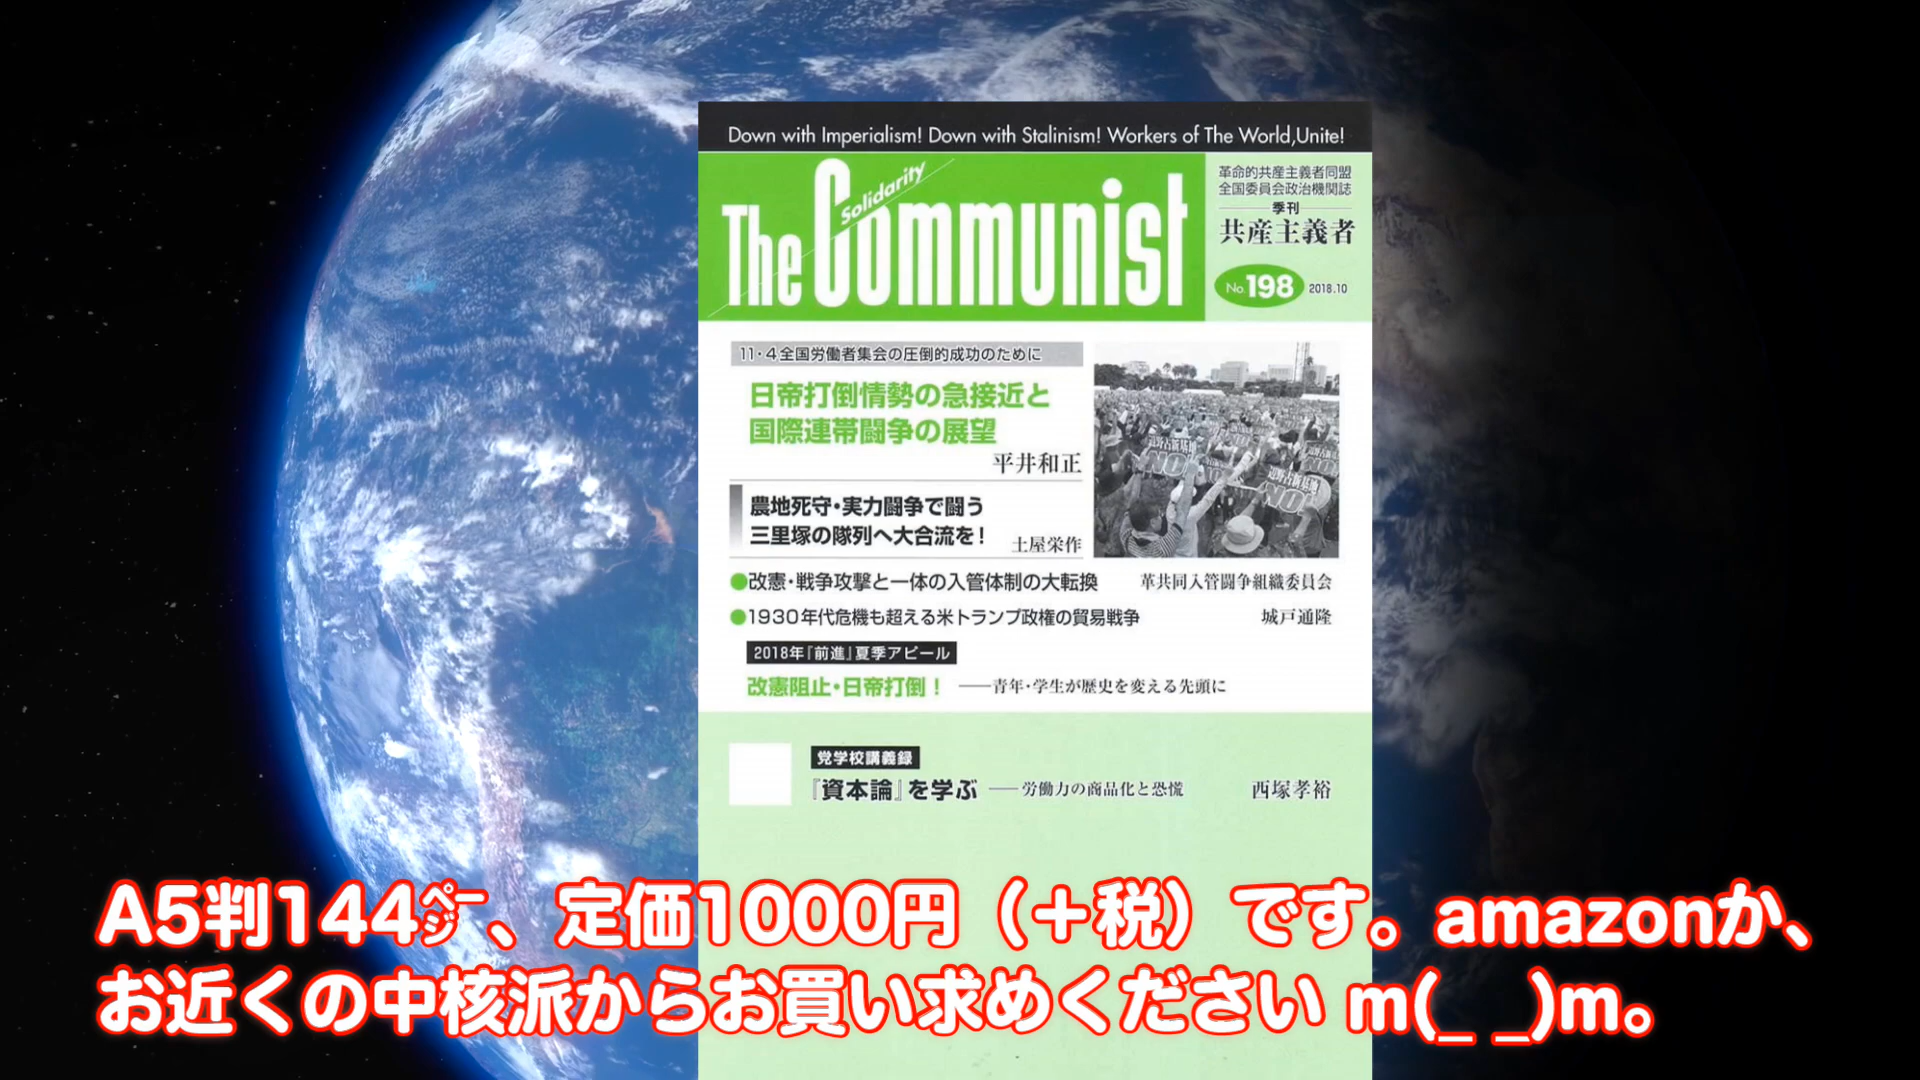 Down with Imperialism! Down with Stalinism! Workers of The World,Unite!
The Communist
Solidarity
革命的共産主義者同盟
全国委員会政治機関誌
季刊
共産主義者
No.198 2018.10
11・4全国労働者集会の圧倒的成功のために
日帝打倒情勢の急接近と
国際連帯闘争の展望
平井和正
農地死守・実力闘争で闘う
三里塚の隊列へ大合流を!
土屋栄作
●改憲・戦争攻撃と一体の入管体制の大転換 革共同入管闘争組織委員会
●1930年代危機も超える米トランプ政権の貿易戦争 城戸通隆
2018年『前進』夏季アピール
改憲阻止・日帝打倒! ──青年・学生が歴史を変える先頭に
党学校講義録
『資本論』を学ぶ ──労働力の商品化と恐慌 西塚孝裕
A5判144㌻、定価1000円（＋税）です。amazonか、
お近くの中核派からお買い求めください m(_ _)m。
NO!